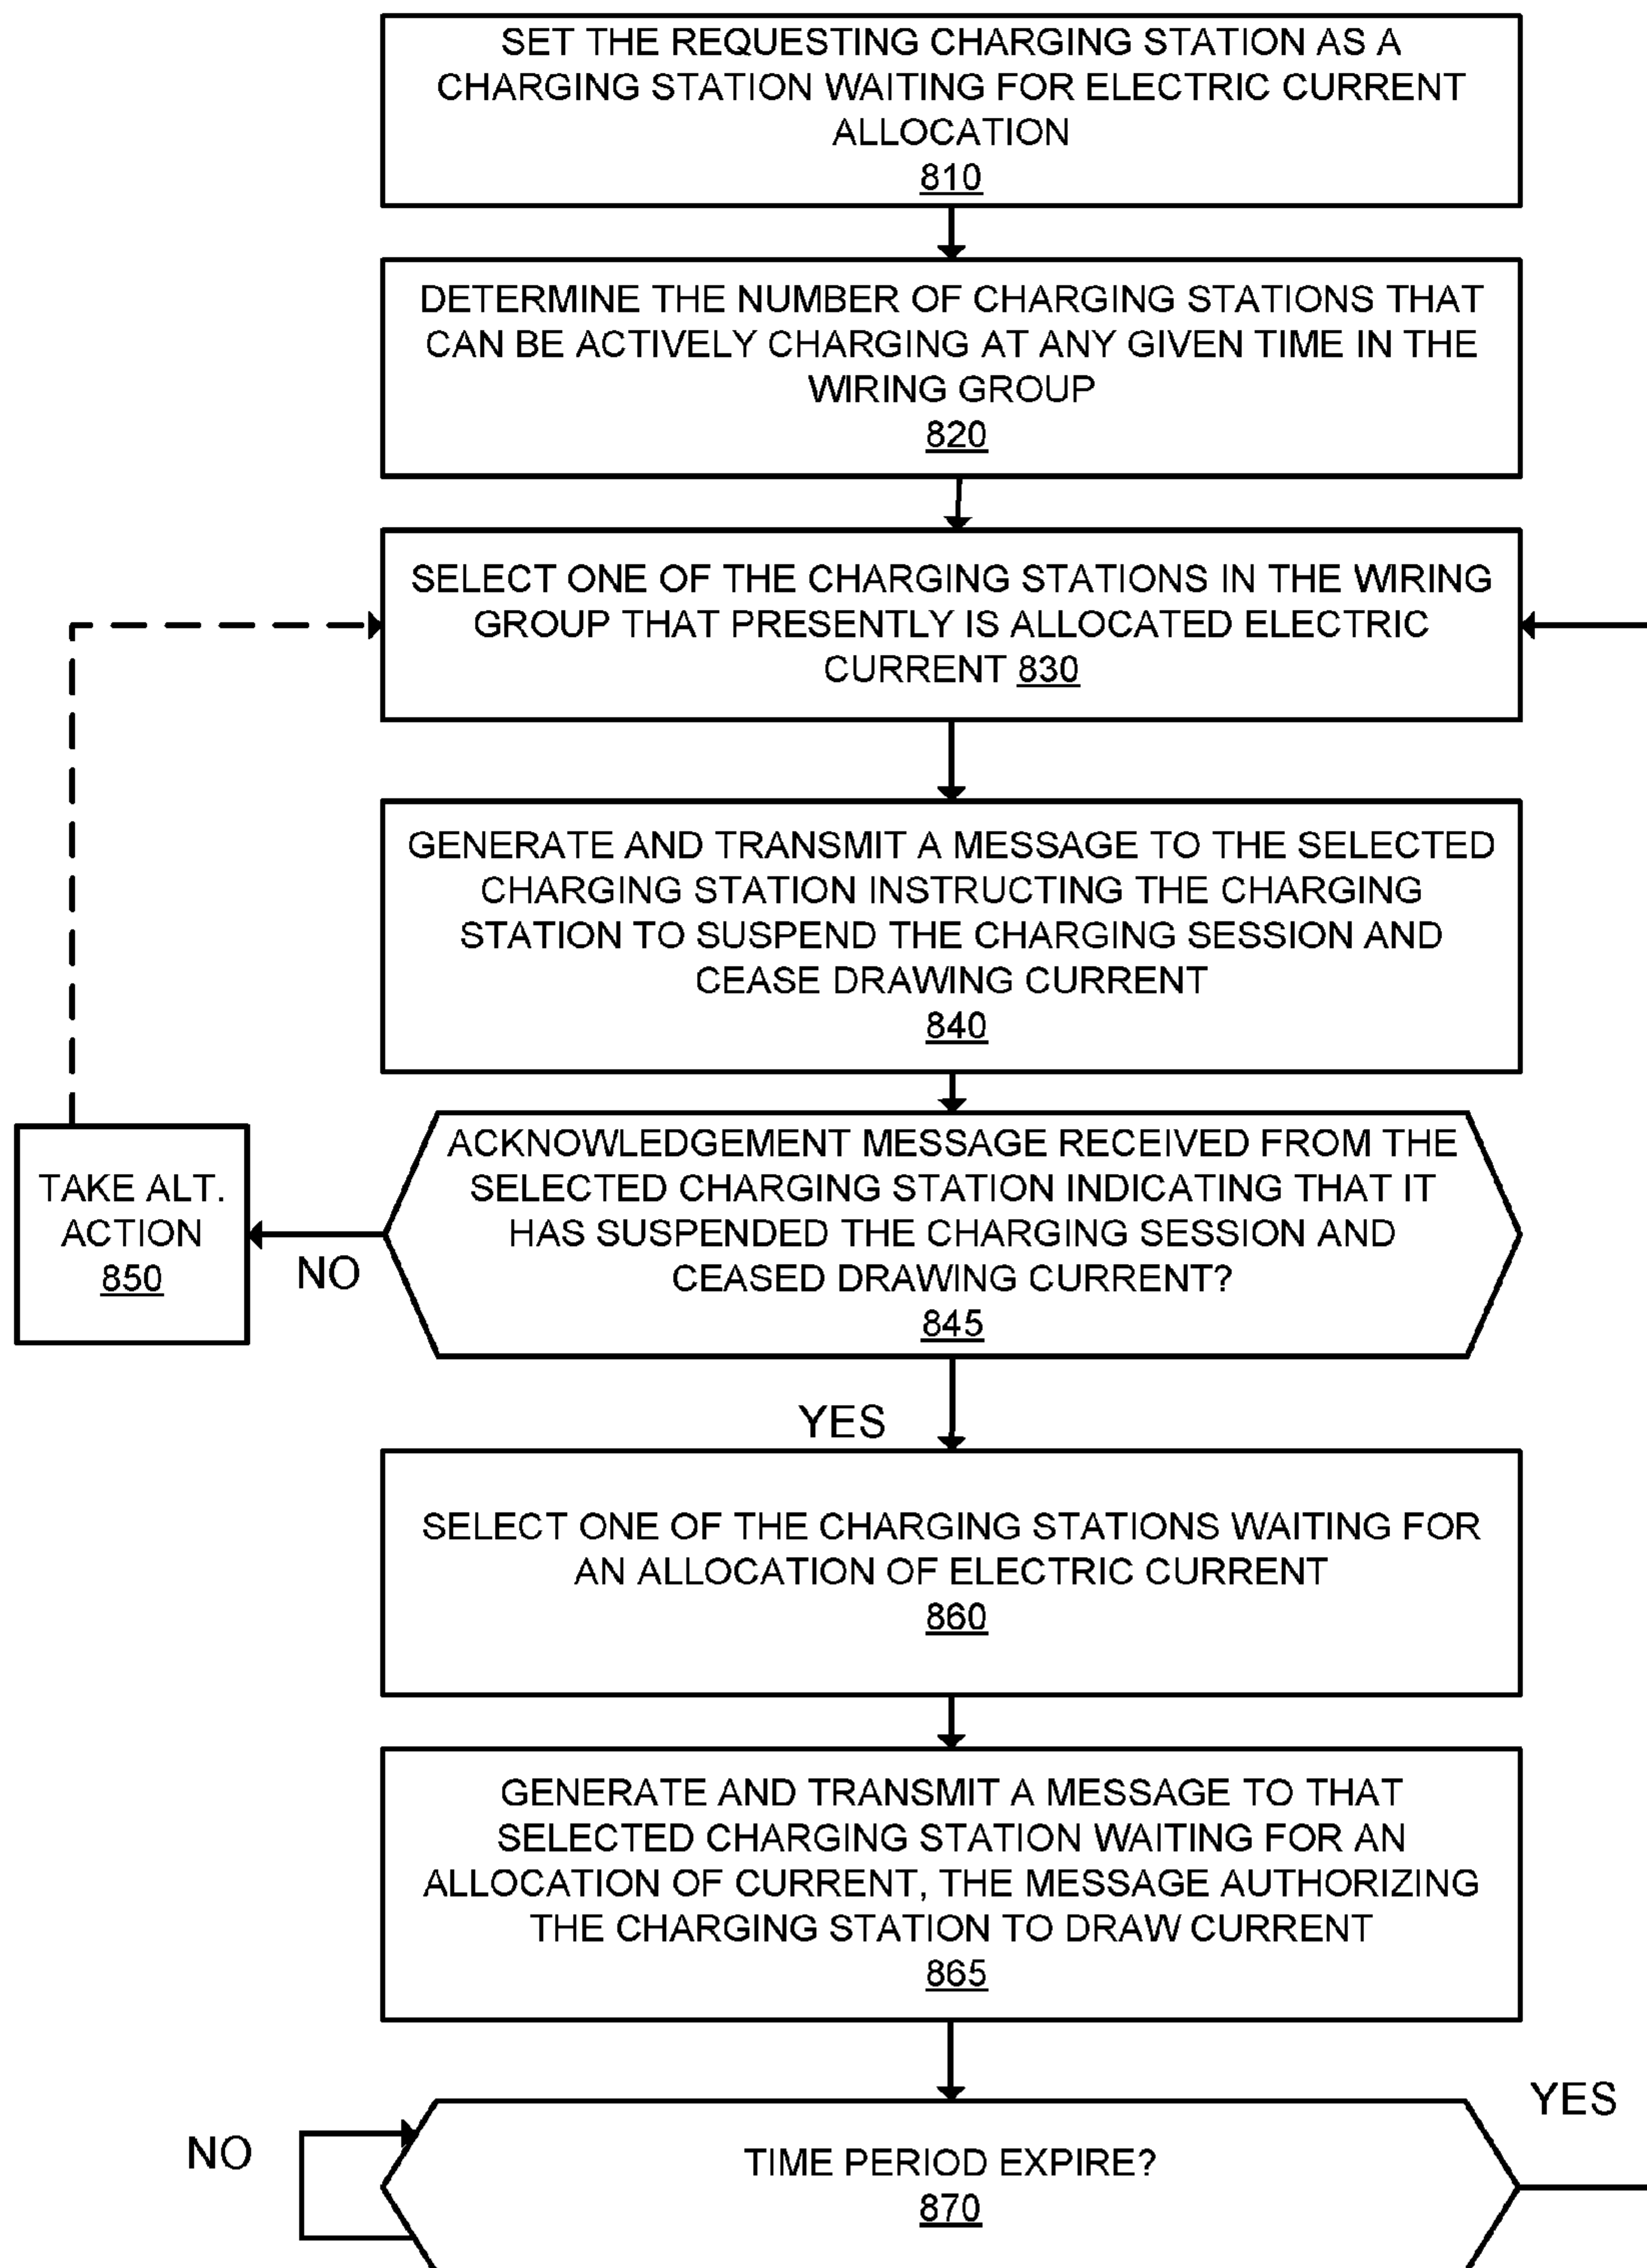 SET THE REQUESTING CHARGING STATION AS A
CHARGING STATION WAITING FOR ELECTRIC CURRENT
ALLOCATION
810
DETERMINE THE NUMBER OF CHARGING STATIONS THAT
CAN BE ACTIVELY CHARGING AT ANY GIVEN TIME IN THE
WIRING GROUP
820
SELECT ONE OF THE CHARGING STATIONS IN THE WIRING
GROUP THAT PRESENTLY IS ALLOCATED ELECTRIC
CURRENT 830
GENERATE AND TRANSMIT A MESSAGE TO THE SELECTED
CHARGING STATION INSTRUCTING THE CHARGING
STATION TO SUSPEND THE CHARGING SESSION AND
CEASE DRAWING CURRENT
840
ACKNOWLEDGEMENT MESSAGE RECEIVED FROM THE
SELECTED CHARGING STATION INDICATING THAT IT
HAS SUSPENDED THE CHARGING SESSION AND
CEASED DRAWING CURRENT?
845
NO
TAKE ALT.
ACTION
850
YES
SELECT ONE OF THE CHARGING STATIONS WAITING FOR
AN ALLOCATION OF ELECTRIC CURRENT
860
GENERATE AND TRANSMIT A MESSAGE TO THAT
SELECTED CHARGING STATION WAITING FOR AN
ALLOCATION OF CURRENT, THE MESSAGE AUTHORIZING
THE CHARGING STATION TO DRAW CURRENT
865
YES
NO
TIME PERIOD EXPIRE?
870